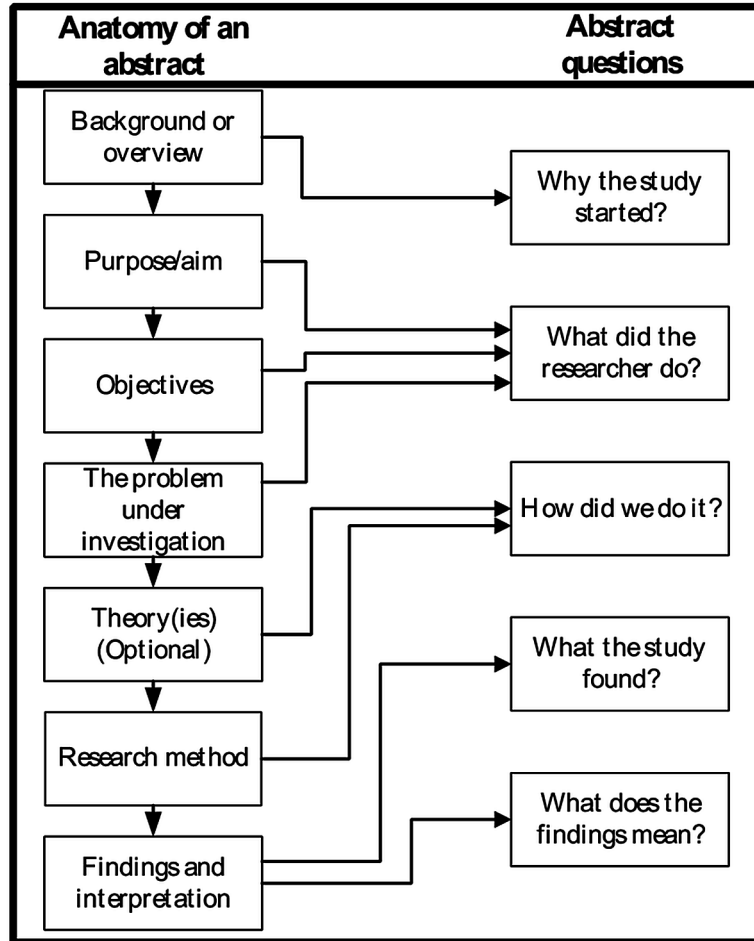 Anatomy of an
abstract
Abstract
questions
Background or
overview
Purpose/aim
Objectives
The problem
under
investigation
Theory(ies)
(Optional)
Research method
Findings and
interpretation
Why the study
started?
What did the
researcher do?
How did we do it?
What the study
found?
What does the
findings mean?